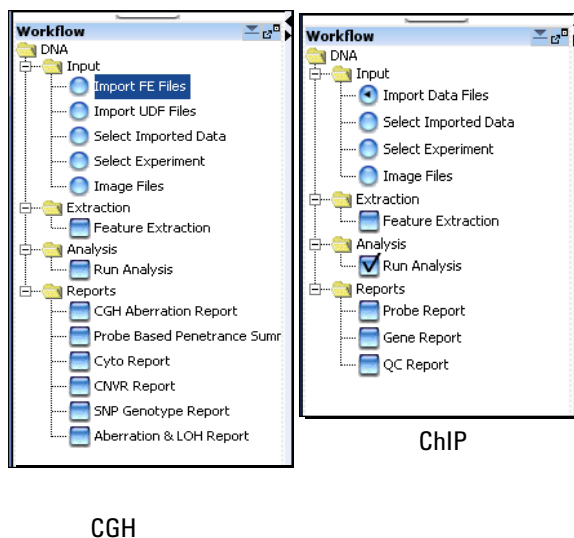 Workflow
DNA
Input
Import FE Files
Import UDF Files
Select Imported Data
Select Experiment
Image Files
Extraction
Feature Extraction
Analysis
Run Analysis
Reports
CGH Aberration Report
Probe Based Penetrance Summ
Cyto Report
CNVR Report
SNP Genotype Report
Aberration & LOH Report
CGH
Workflow
DNA
Input
Import Data Files
Select Imported Data
Select Experiment
Image Files
Extraction
Feature Extraction
Analysis
Run Analysis
Reports
Probe Report
Gene Report
QC Report
ChIP